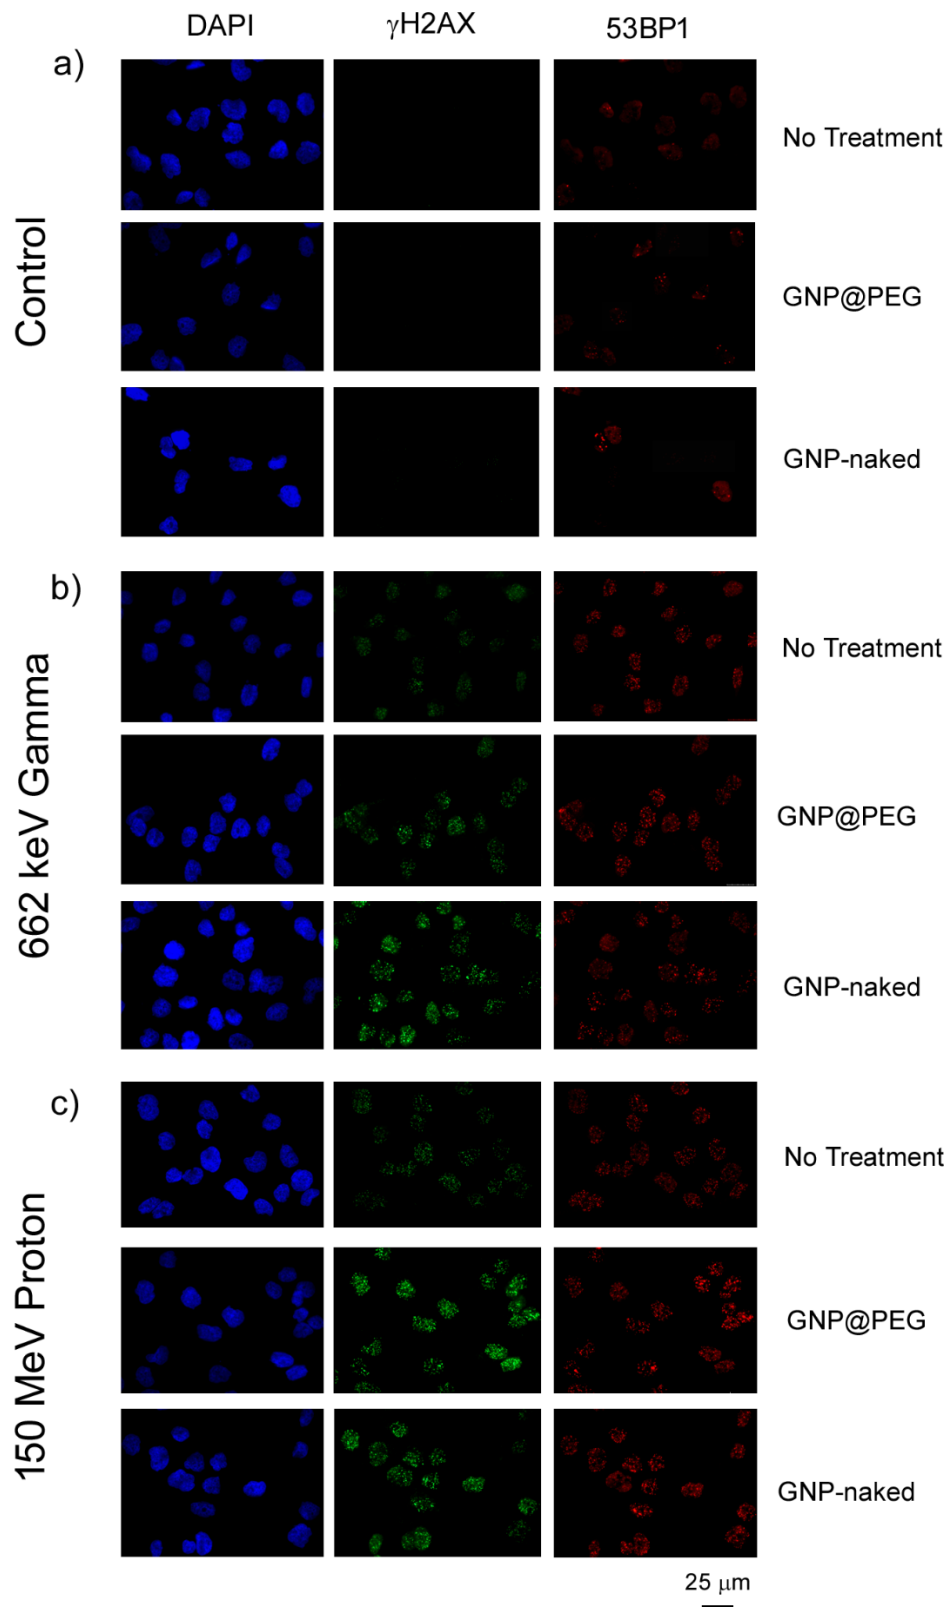 DAPI γH2AX 53BP1
a)
Control
No Treatment
GNP@PEG
GNP-naked
b)
662 keV Gamma
No Treatment
GNP@PEG
GNP-naked
c)
150 MeV Proton
No Treatment
GNP@PEG
GNP-naked
25 μm